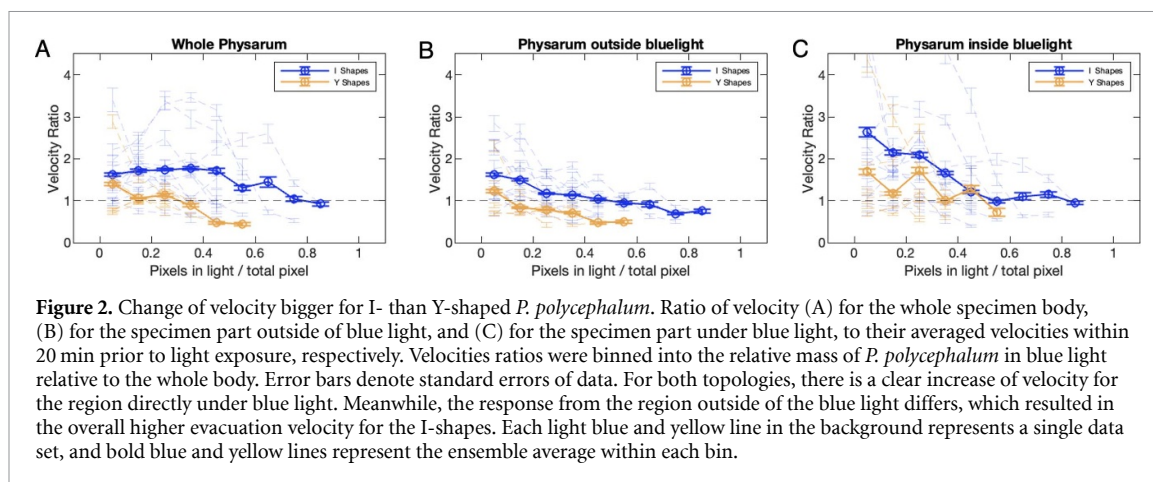 A
Whole Physarum
4
3
2
1
0
Velocity Ratio
I Shapes
Y Shapes
0 0.2 0.4 0.6 0.8 1
Pixels in light / total pixel
B
Physarum outside bluelight
4
3
2
1
0
Velocity Ratio
I Shapes
Y Shapes
0 0.2 0.4 0.6 0.8 1
Pixels in light / total pixel
C
Physarum inside bluelight
4
3
2
1
0
Velocity Ratio
I Shapes
Y Shapes
0 0.2 0.4 0.6 0.8 1
Pixels in light / total pixel
Figure 2. Change of velocity bigger for I- than Y-shaped P. polycephalum. Ratio of velocity (A) for the whole specimen body,
(B) for the specimen part outside of blue light, and (C) for the specimen part under blue light, to their averaged velocities within
20 min prior to light exposure, respectively. Velocities ratios were binned into the relative mass of P. polycephalum in blue light
relative to the whole body. Error bars denote standard errors of data. For both topologies, there is a clear increase of velocity for
the region directly under blue light. Meanwhile, the response from the region outside of the blue light differs, which resulted in
the overall higher evacuation velocity for the I-shapes. Each light blue and yellow line in the background represents a single data
set, and bold blue and yellow lines represent the ensemble average within each bin.